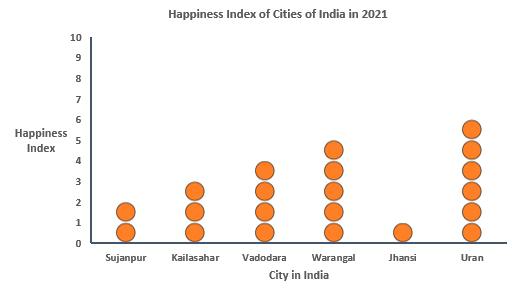 Happiness Index of Cities of India in 2021
10
9
8
7
6
5
4
3
2
1
0
Happiness
Index
Sujanpur Kailasahar Vadodara Warangal Jhansi Uran
City in India